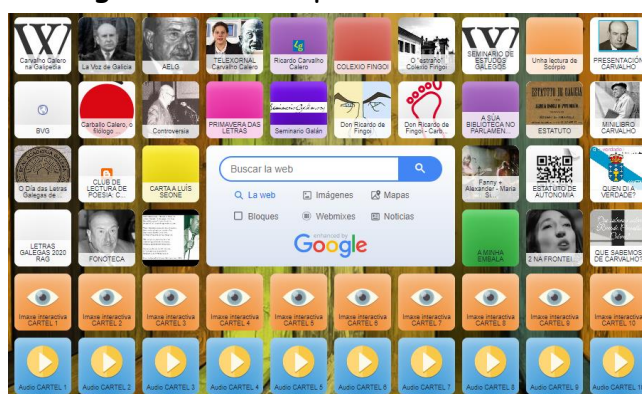 Carvalho Calero
na Galipedia
La Voz de Galicia
AELG
TELEXORNAL
Carvalho Calero
Ricardo Carvalho
Calero
COLEXIO FINGOI
O "estraño"
Colexio Fingoi
SEMINARIO DE
ESTUDOS
GALEGOS
Unha lectura de
Scórpio
PRESENTACIÓN
CARVALHO
BVG
Carballo Calero, o
filólogo
Controversia
PRIMAVERA DAS
LETRAS
Seminario Galán
Don Ricardo de
Fingoi
Don Ricardo de
Fingoi - Carb...
A SÚA
BIBLIOTECA NO
PARLAMEN...
ESTATUTO
MINILIBRO
CARVALHO
O Día das Letras
Galegas de ...
CLUB DE
LECTURA DE
POESIA: C...
CARTA A LUÍS
SEONE
Buscar la web
La web
Imágenes
Mapas
Bloques
Webmixes
Noticias
enhanced by
Google
Fanny +
Alexander - Maria
Si...
ESTATUTO DE
AUTONOMIA
QUEN DI A
VERDADE?
LETRAS
GALEGAS 2020
RAG
FONOTECA
A MINHA
EMBALA
2 NA FRONTEI...
QUE SABEMOS
DE CARVALHO?
Imaxe interactiva
CARTEL 1
Imaxe interactiva
CARTEL 2
Imaxe interactiva
CARTEL 3
Imaxe interactiva
CARTEL 4
Imaxe interactiva
CARTEL 5
Imaxe interactiva
CARTEL 6
Imaxe interactiva
CARTEL 7
Imaxe interactiva
CARTEL 8
Imaxe interactiva
CARTEL 9
Imaxe interactiva
CARTEL 10
Audio CARTEL 1
Audio CARTEL 2
Audio CARTEL 3
Audio CARTEL 4
Audio CARTEL 5
Audio CARTEL 6
Audio CARTEL 7
Audio CARTEL 8
Audio CARTEL 9
Audio CARTEL 10